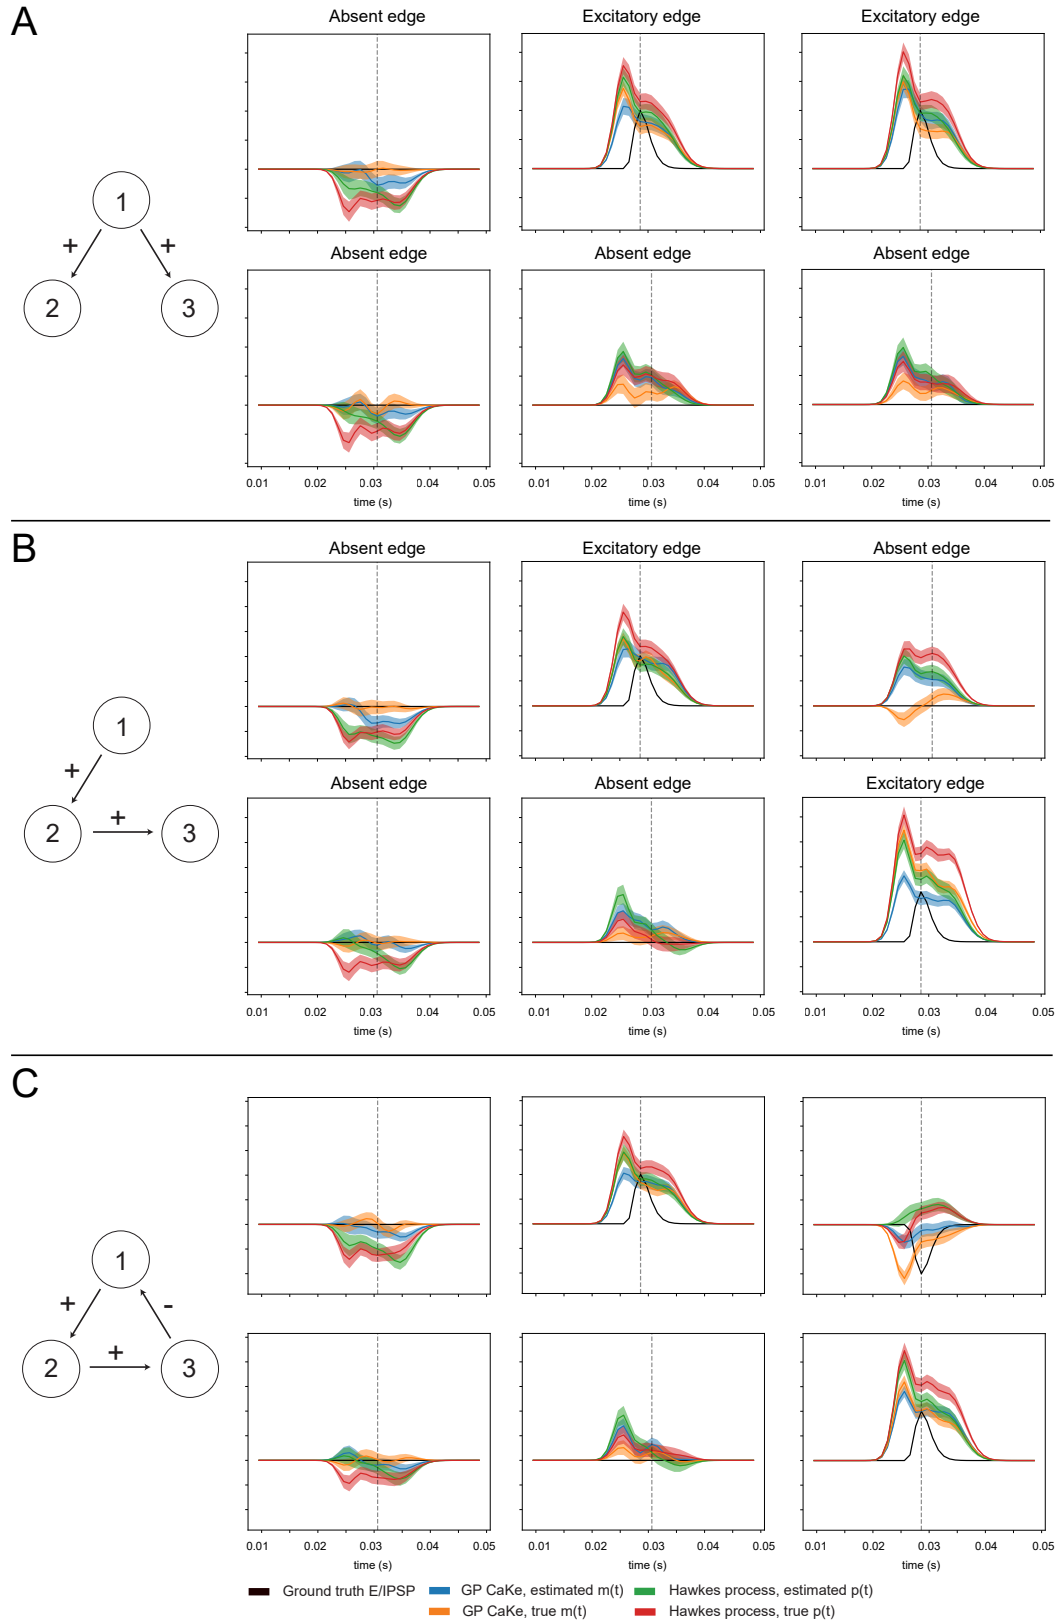 A
Absent edge
Excitatory edge
Excitatory edge
1
+
+
2
3
Absent edge
Absent edge
Absent edge
0.01 0.02 0.03 0.04 0.05
0.01 0.02 0.03 0.04 0.05
0.01 0.02 0.03 0.04 0.05
time (s)
time (s)
time (s)
B
Absent edge
Excitatory edge
Absent edge
1
+
2
+
3
Absent edge
Absent edge
Excitatory edge
0.01 0.02 0.03 0.04 0.05
0.01 0.02 0.03 0.04 0.05
0.01 0.02 0.03 0.04 0.05
time (s)
time (s)
time (s)
C
1
+
-
2
+
3
0.01 0.02 0.03 0.04 0.05
0.01 0.02 0.03 0.04 0.05
0.01 0.02 0.03 0.04 0.05
time (s)
time (s)
time (s)
Ground truth E/IPSP
GP CaKe, estimated m(t)
Hawkes process, estimated p(t)
GP CaKe, true m(t)
Hawkes process, true p(t)